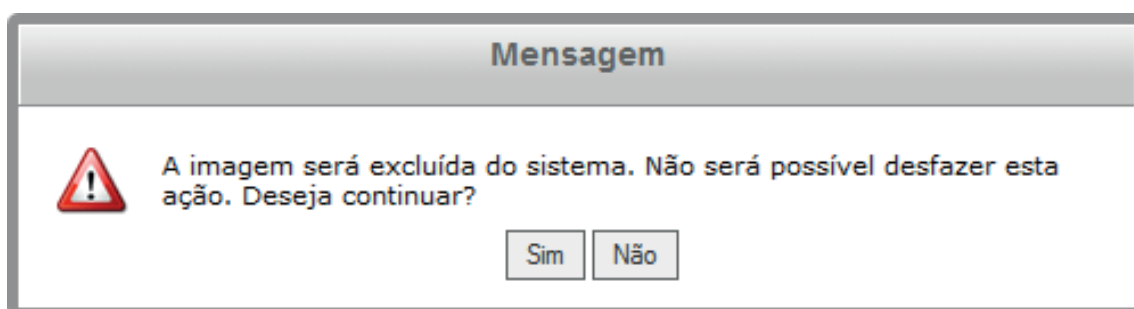 Mensagem
A imagem será excluída do sistema. Não será possível desfazer esta
ação. Deseja continuar?
Sim Não